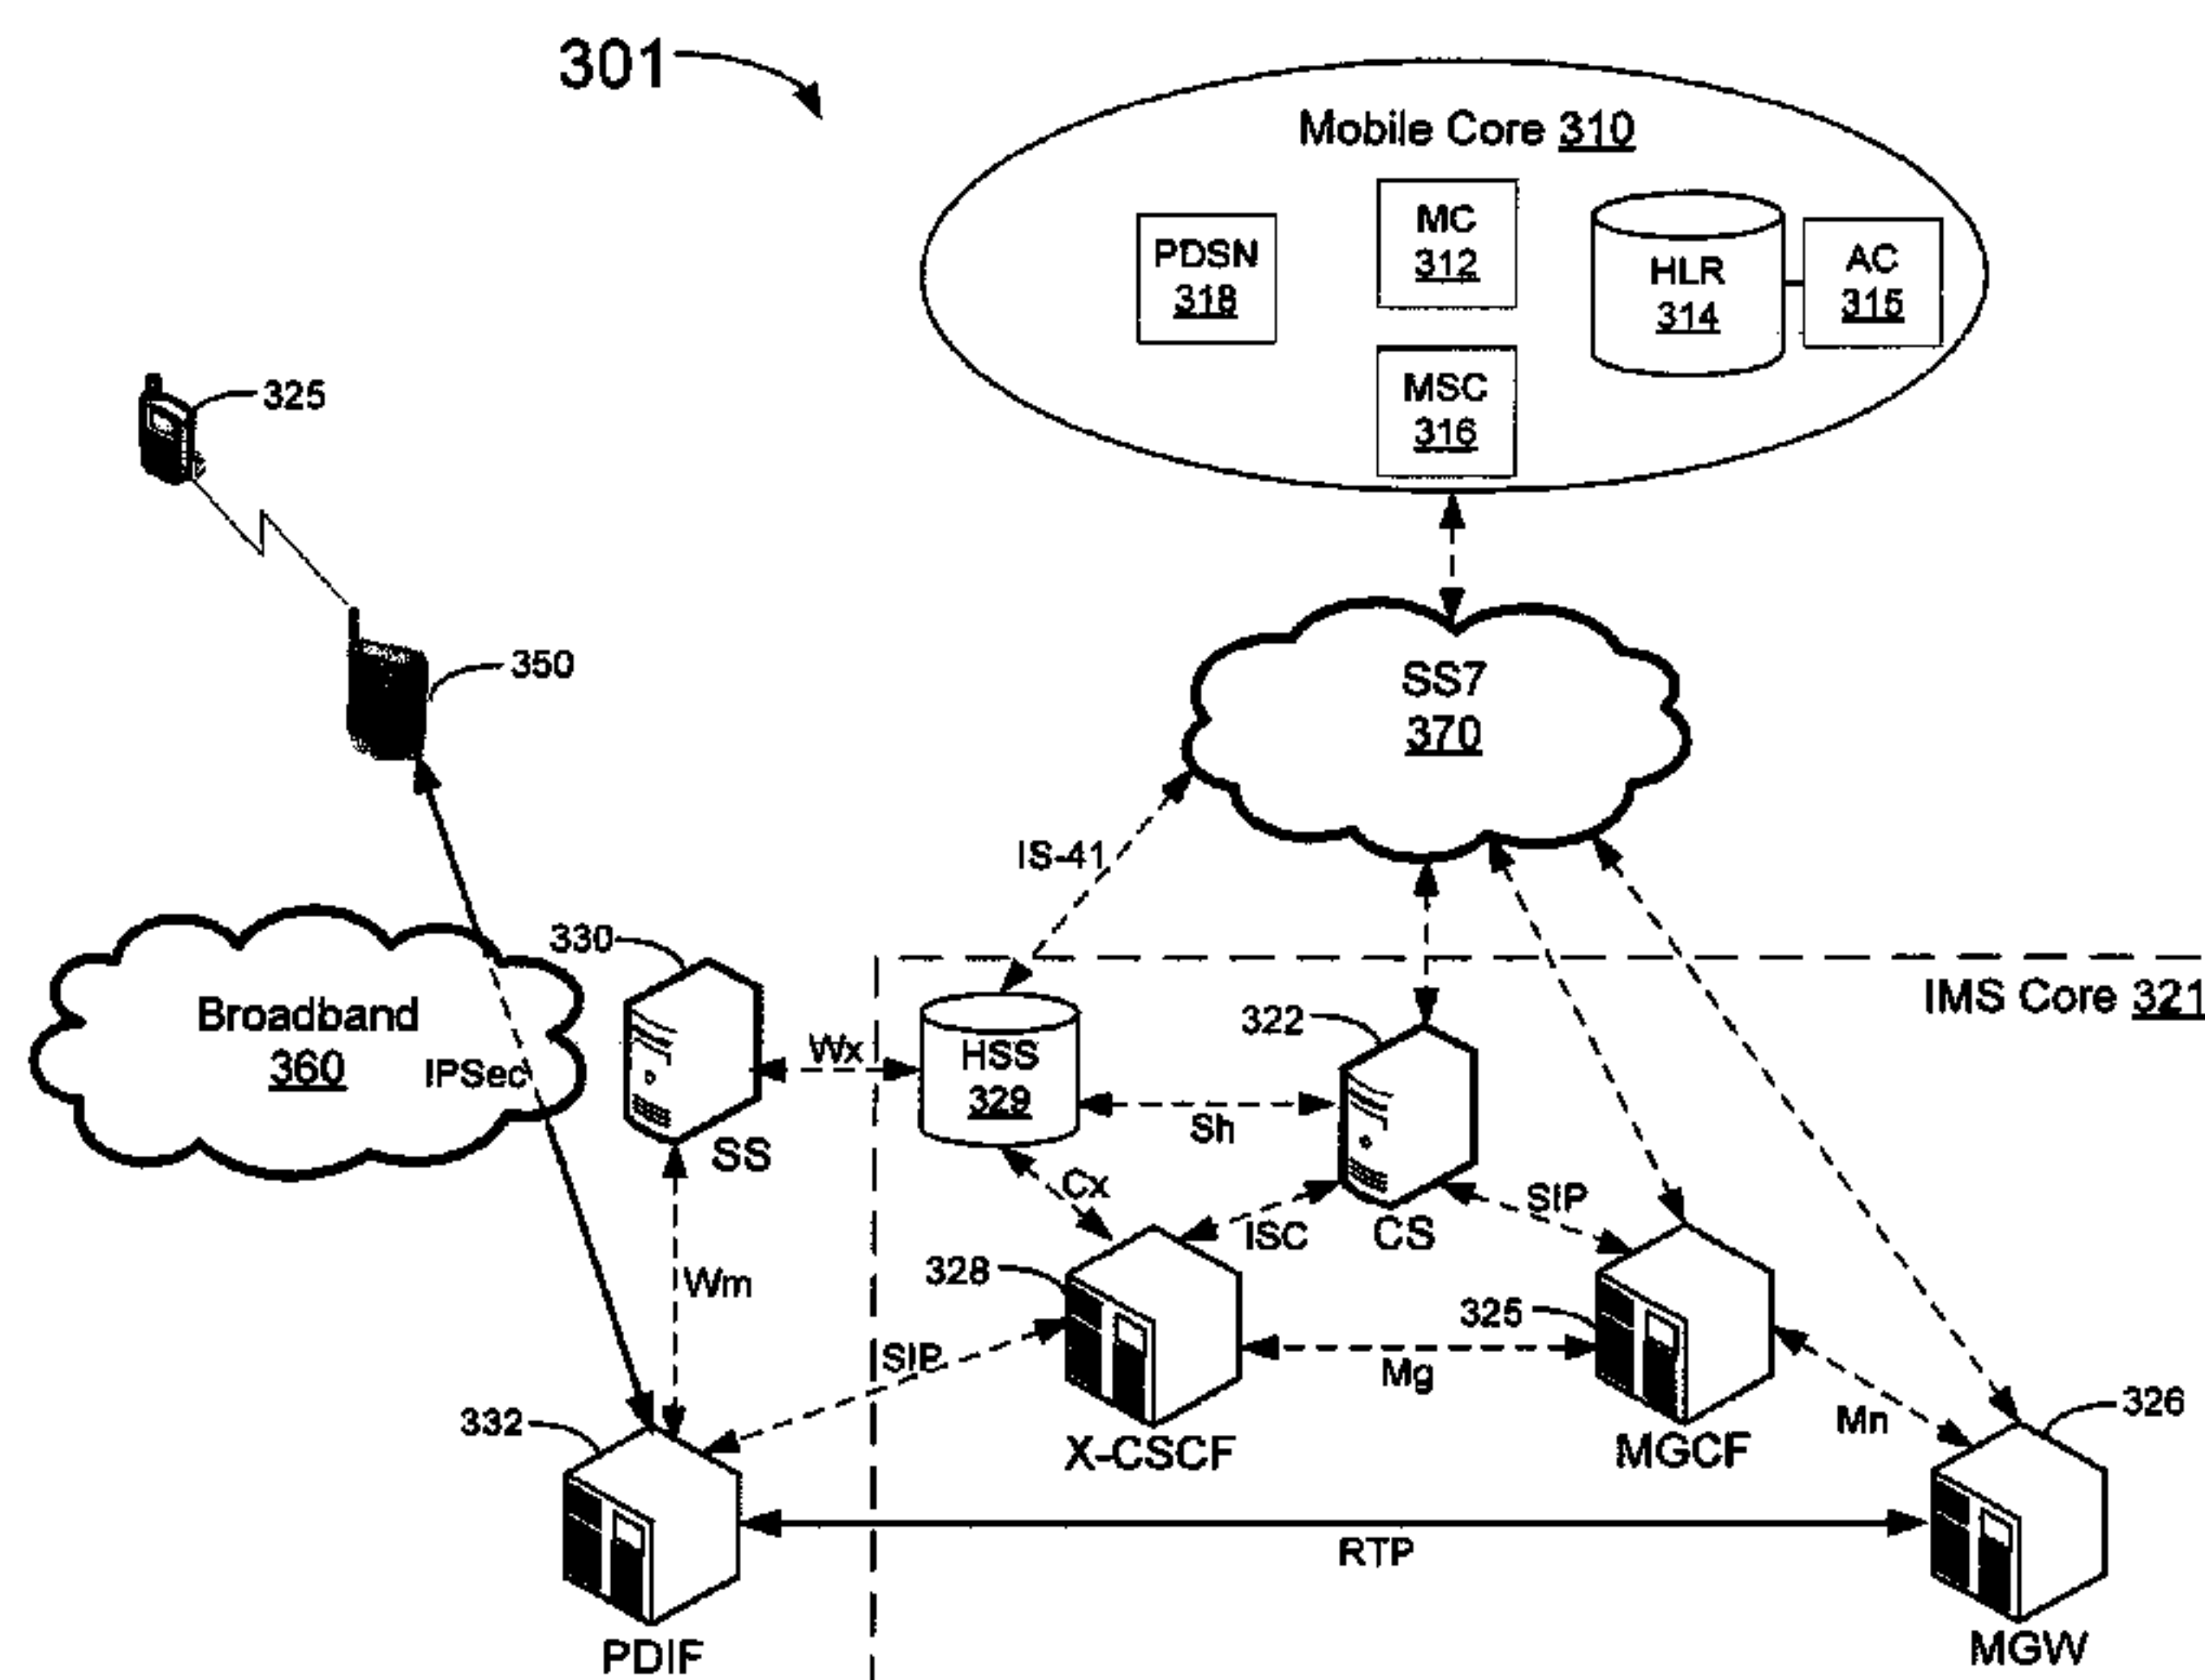 301
Mobile Core 310
MC
312
PDSN
318
HLR
314
AC
315
MSC
316
325
350
SS7
370
IS-41
330
IMS Core 321
Broadband
360
IPSec
Wx
HSS
329
322
Sh
SS
Cx
ISC
CS
SIP
Wm
328
325
SIP
Mg
332
X-CSCF
MGCF
Mn
326
RTP
PDIF
MGW